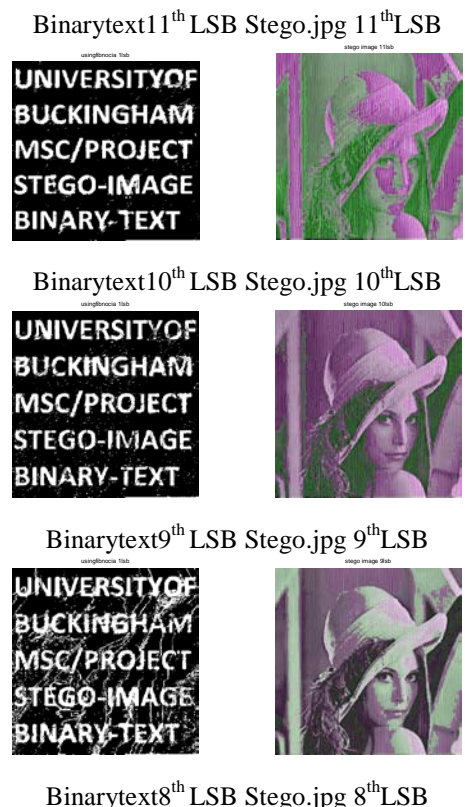 Binarytext11th LSB Stego.jpg 11thLSB
usingfibnocia 1lsb
stego image 11lsb
UNIVERSITYOF
BUCKINGHAM
MSC/PROJECT
STEGO-IMAGE
BINARY-TEXT
Binarytext10th LSB Stego.jpg 10thLSB
usingfibnocia 1lsb
stego image 10lsb
UNIVERSITYOF
BUCKINGHAM
MSC/PROJECT
STEGO-IMAGE
BINARY-TEXT
Binarytext9th LSB Stego.jpg 9thLSB
usingfibnocia 1lsb
stego image 9lsb
UNIVERSITYOF
BUCKINGHAM
MSC/PROJECT
STEGO-IMAGE
BINARY-TEXT
Binarytext8th LSB Stego.jpg 8thLSB